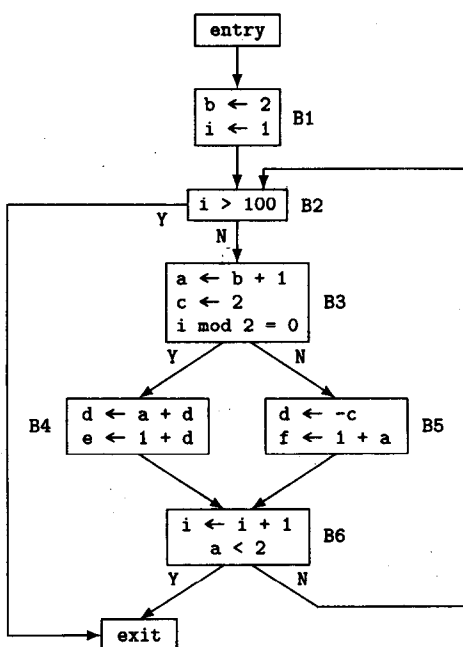 entry
b ← 2
i ← 1
B1
i > 100
B2
Y
N
a ← b + 1
c ← 2
i mod 2 = 0
B3
Y
N
B4
d ← a + d
e ← 1 + d
d ← -c
f ← 1 + a
B5
i ← i + 1
a < 2
B6
Y
N
exit